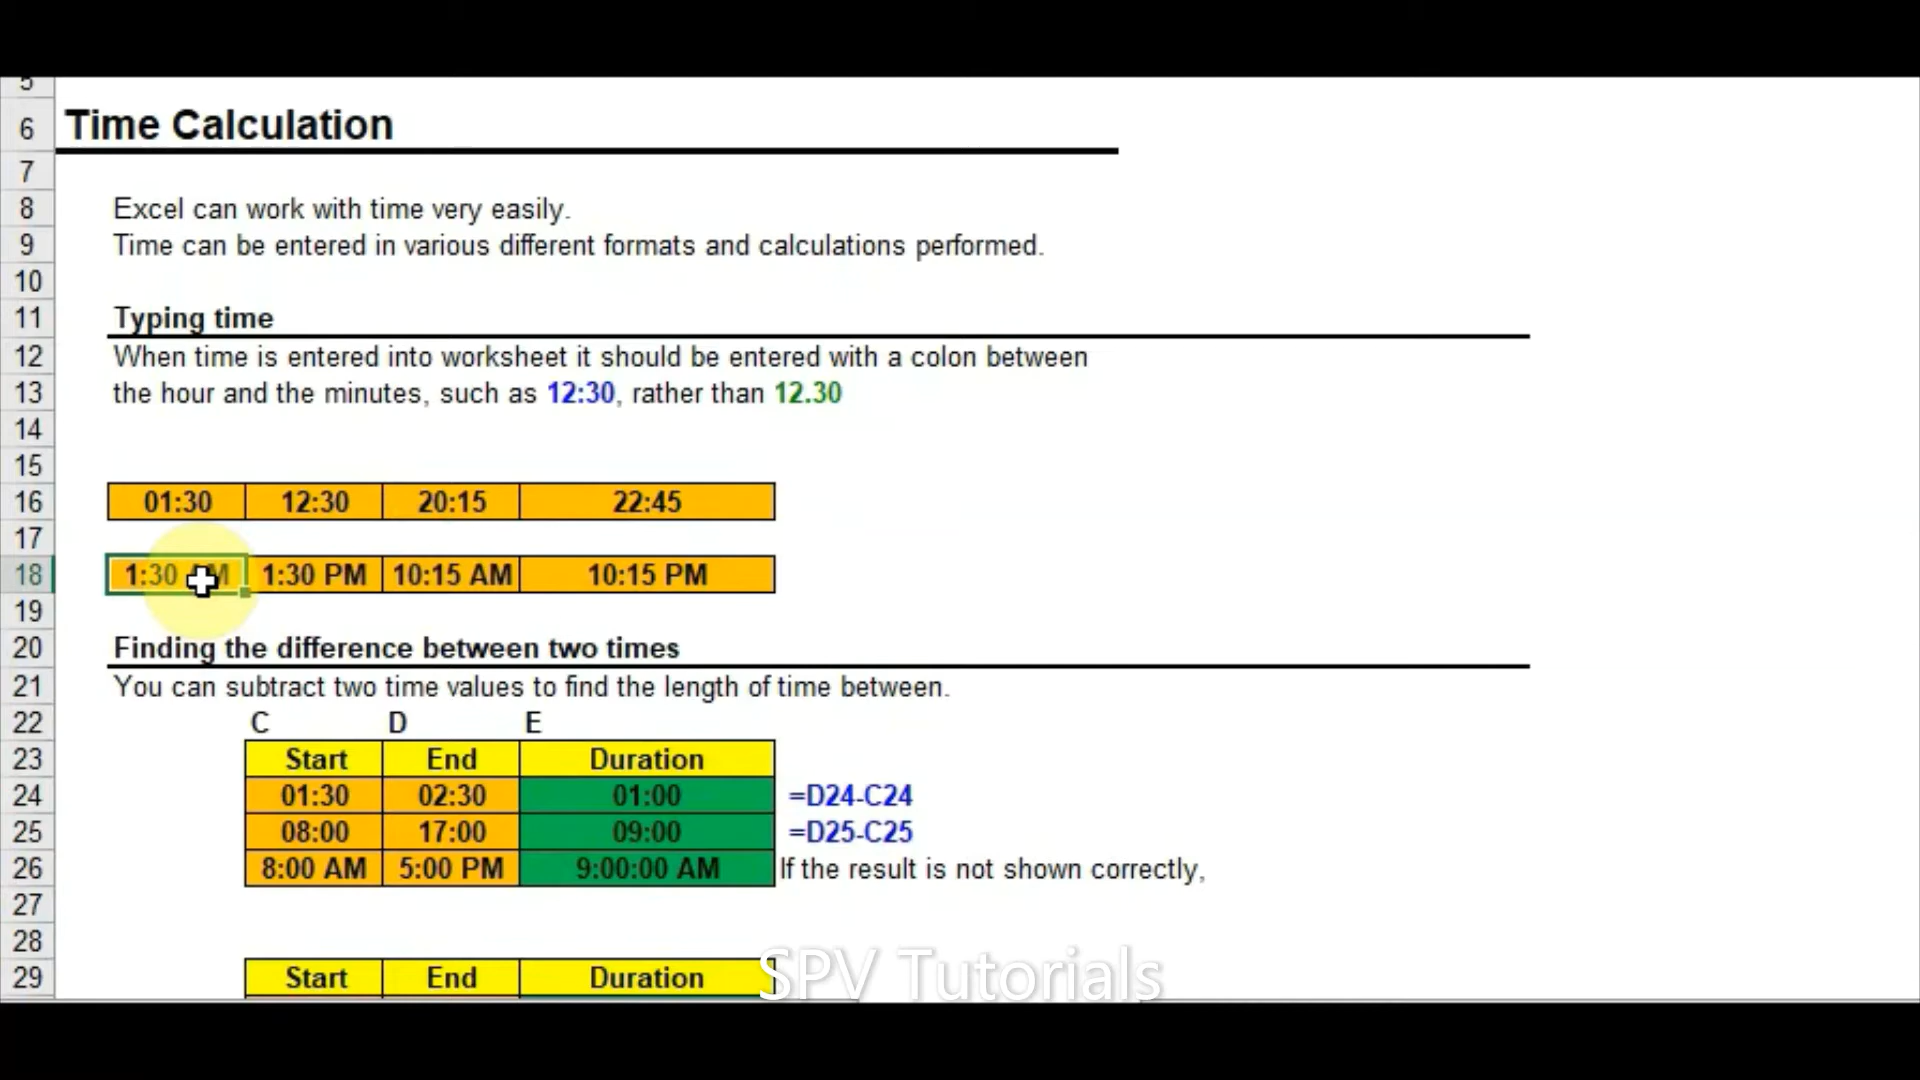 5
6 Time Calculation
7
8 Excel can work with time very easily.
9 Time can be entered in various different formats and calculations performed.
10
11 Typing time
12 When time is entered into worksheet it should be entered with a colon between
13 the hour and the minutes, such as 12:30, rather than 12.30
14
15
16 01:30 12:30 20:15 22:45
17
18 1:30 AM 1:30 PM 10:15 AM 10:15 PM
19
20 Finding the difference between two times
21 You can subtract two time values to find the length of time between.
22 C D E
23 Start End Duration
24 01:30 02:30 01:00 =D24-C24
25 08:00 17:00 09:00 =D25-C25
26 8:00 AM 5:00 PM 9:00:00 AM If the result is not shown correctly,
27
28
29 Start End Duration
SPV Tutorials